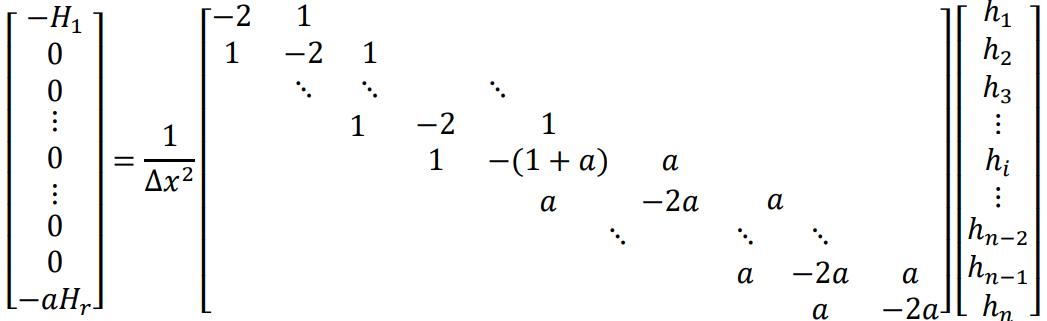 −H₁ −2 1 h₁
0 1 −2 1 h₂
0 ⋱ ⋱ ⋱ h₃
⋮ 1 −2 1 ⋮
0 = 1/Δx² 1 −(1 + a) a hᵢ
⋮ a −2a a ⋮
0 ⋱ ⋱ ⋱ hₙ₋₂
0 a −2a a hₙ₋₁
−aHᵣ a −2a hₙ